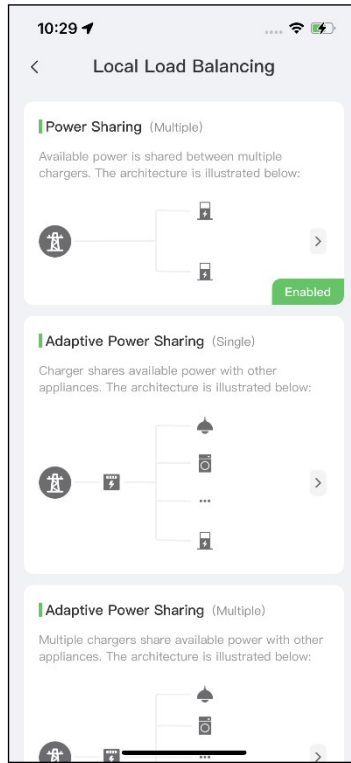 10:29
Local Load Balancing
Power Sharing (Multiple)
Available power is shared between multiple
chargers. The architecture is illustrated below:
Enabled
Adaptive Power Sharing (Single)
Charger shares available power with other
appliances. The architecture is illustrated below:
...
Adaptive Power Sharing (Multiple)
Multiple chargers share available power with other
appliances. The architecture is illustrated below:
...